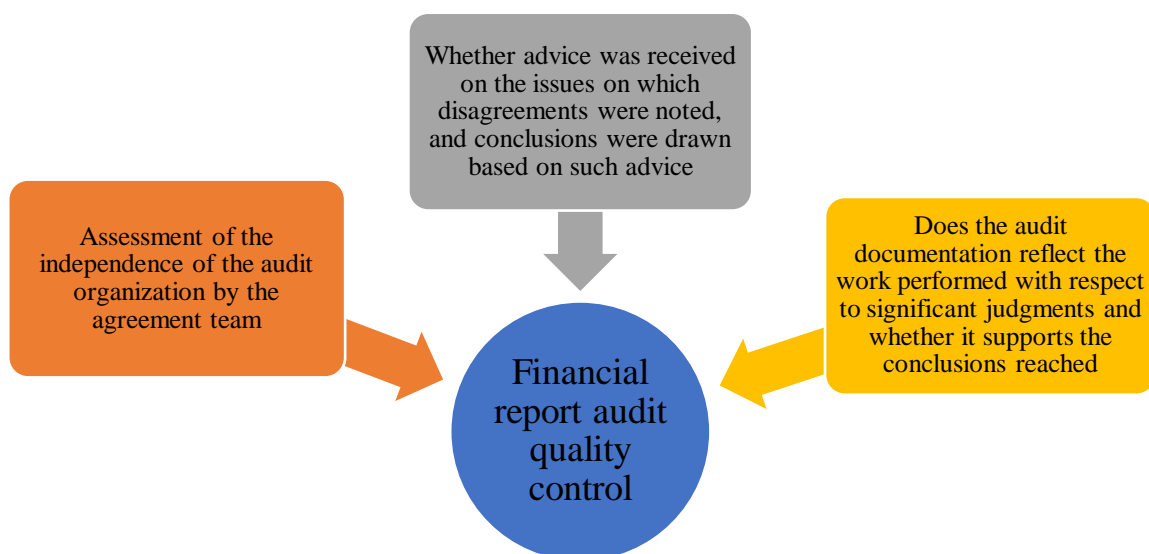 Whether advice was received
on the issues on which
disagreements were noted,
and conclusions were drawn
based on such advice
Assessment of the
independence of the audit
organization by the
agreement team
Does the audit
documentation reflect the
work performed with respect
to significant judgments and
whether it supports the
conclusions reached
Financial
report audit
quality
control